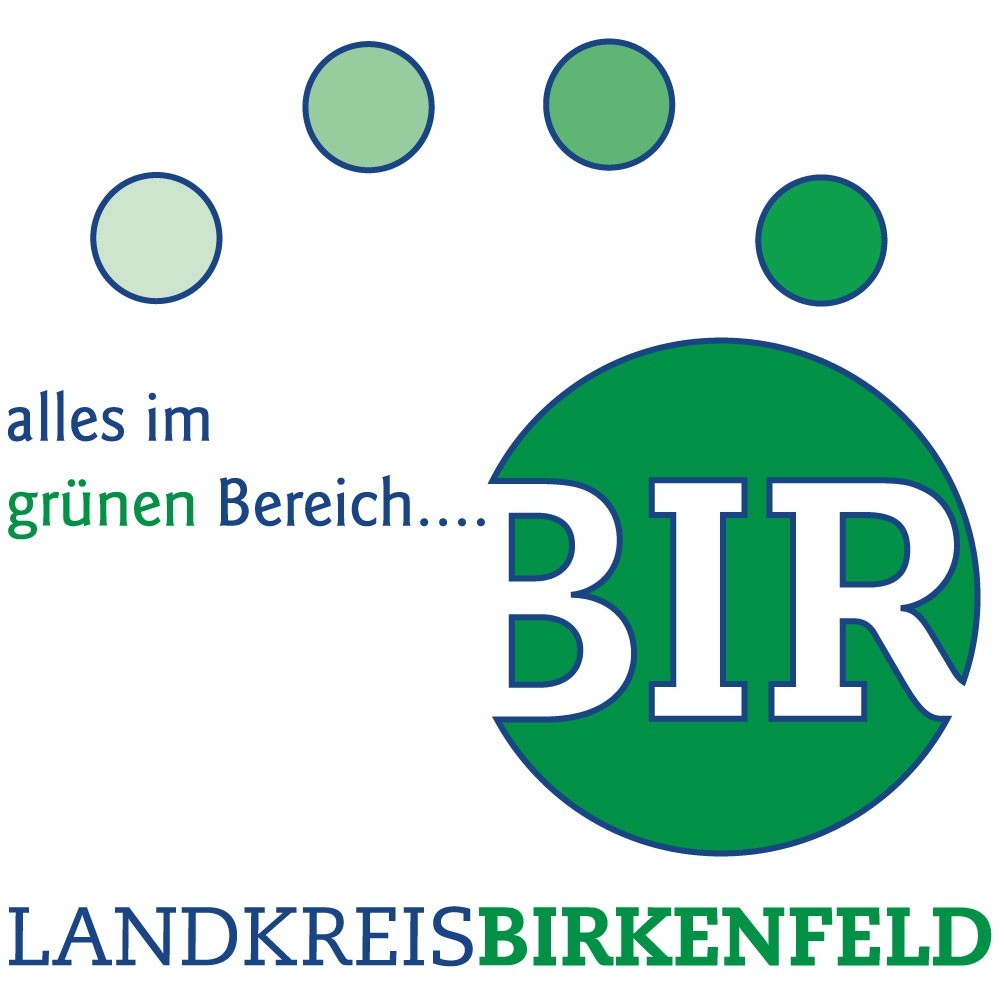 alles im
grünen Bereich....
BIR
LANDKREISBIRKENFELD